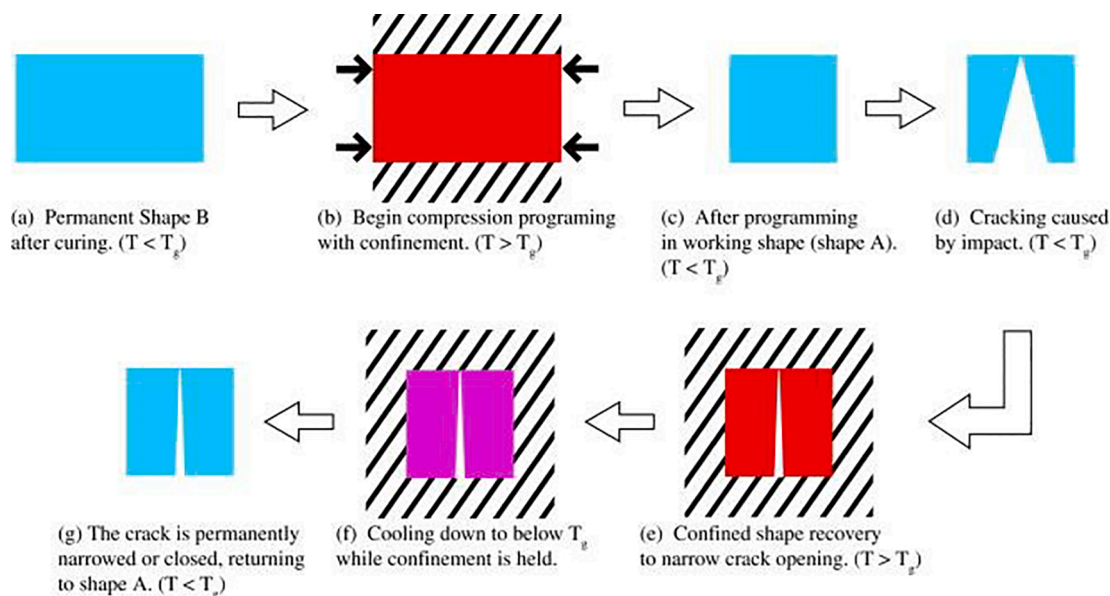 (a) Permanent Shape B
after curing. (T < Tg)
(b) Begin compression programing
with confinement. (T > Tg)
(c) After programming
in working shape (shape A).
(T < Tg)
(d) Cracking caused
by impact. (T < Tg)
(g) The crack is permanently
narrowed or closed, returning
to shape A. (T < Tg)
(f) Cooling down to below Tg
while confinement is held.
(e) Confined shape recovery
to narrow crack opening. (T > Tg)